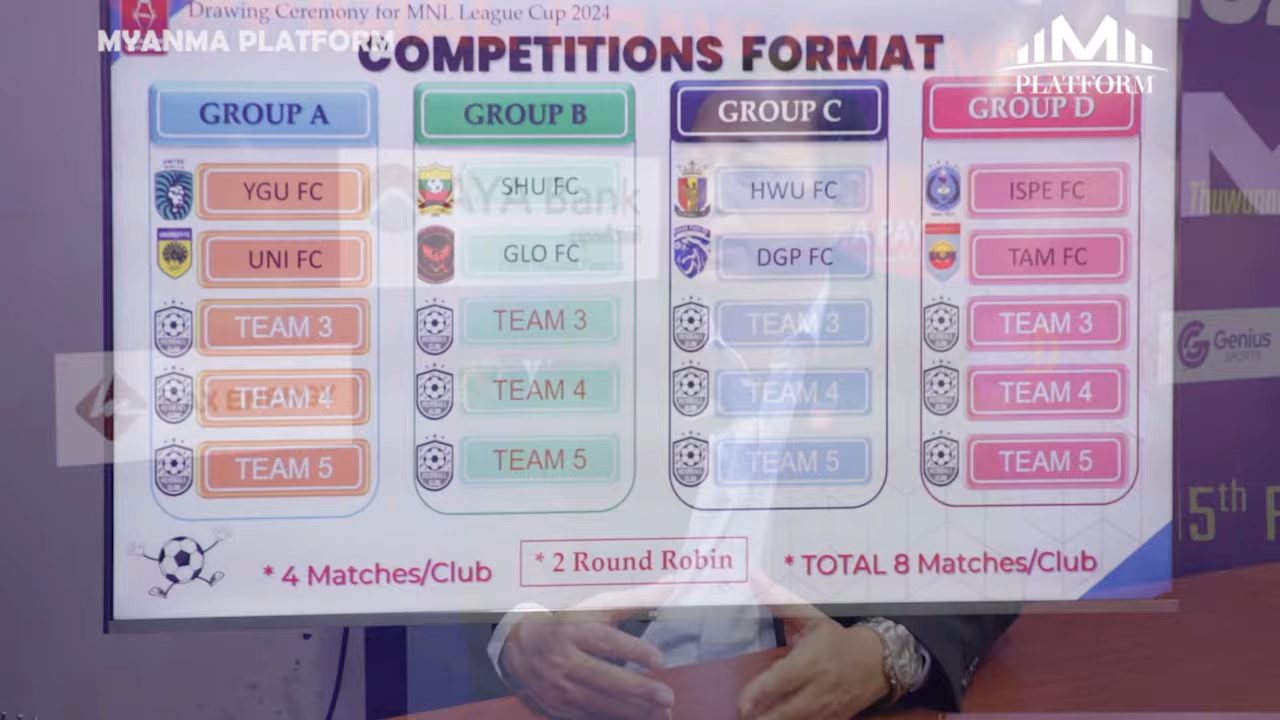 Drawing Ceremony for MNL League Cup 2024
MYANMA PLATFORM
COMPETITIONS FORMAT
M
PLATFORM
GROUP A
GROUP B
GROUP C
GROUP D
YGU FC
SHU FC
HWU FC
ISPE FC
UNI FC
GLO FC
DGP FC
TAM FC
TEAM 3
TEAM 3
TEAM 3
TEAM 3
TEAM 4
TEAM 4
TEAM 4
TEAM 4
TEAM 5
TEAM 5
TEAM 5
TEAM 5
* 4 Matches/Club
* 2 Round Robin
* TOTAL 8 Matches/Club
AYA Bank
Genius
SPORTS
5th